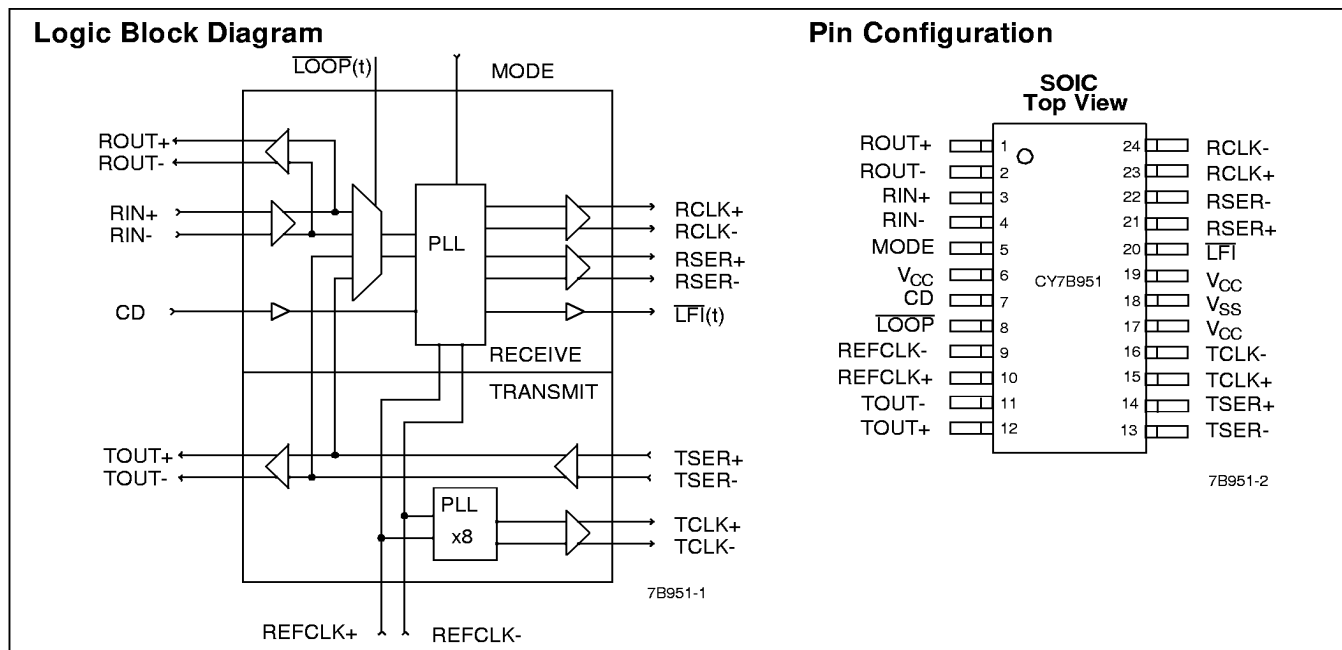 Logic Block Diagram
LOOP(t)
MODE
ROUT+
ROUT-
RIN+
RIN-
CD
PLL
RCLK+
RCLK-
RSER+
RSER-
LFI(t)
RECEIVE
TRANSMIT
TOUT+
TOUT-
TSER+
TSER-
PLL
x8
TCLK+
TCLK-
7B951-1
REFCLK+
REFCLK-
Pin Configuration
SOIC
Top View
ROUT+ 1 24 RCLK-
ROUT- 2 23 RCLK+
RIN+ 3 22 RSER-
RIN- 4 21 RSER+
MODE 5 20 LFI
VCC 6 CY7B951 19 VCC
CD 7 18 VSS
LOOP 8 17 VCC
REFCLK- 9 16 TCLK-
REFCLK+ 10 15 TCLK+
TOUT- 11 14 TSER+
TOUT+ 12 13 TSER-
7B951-2